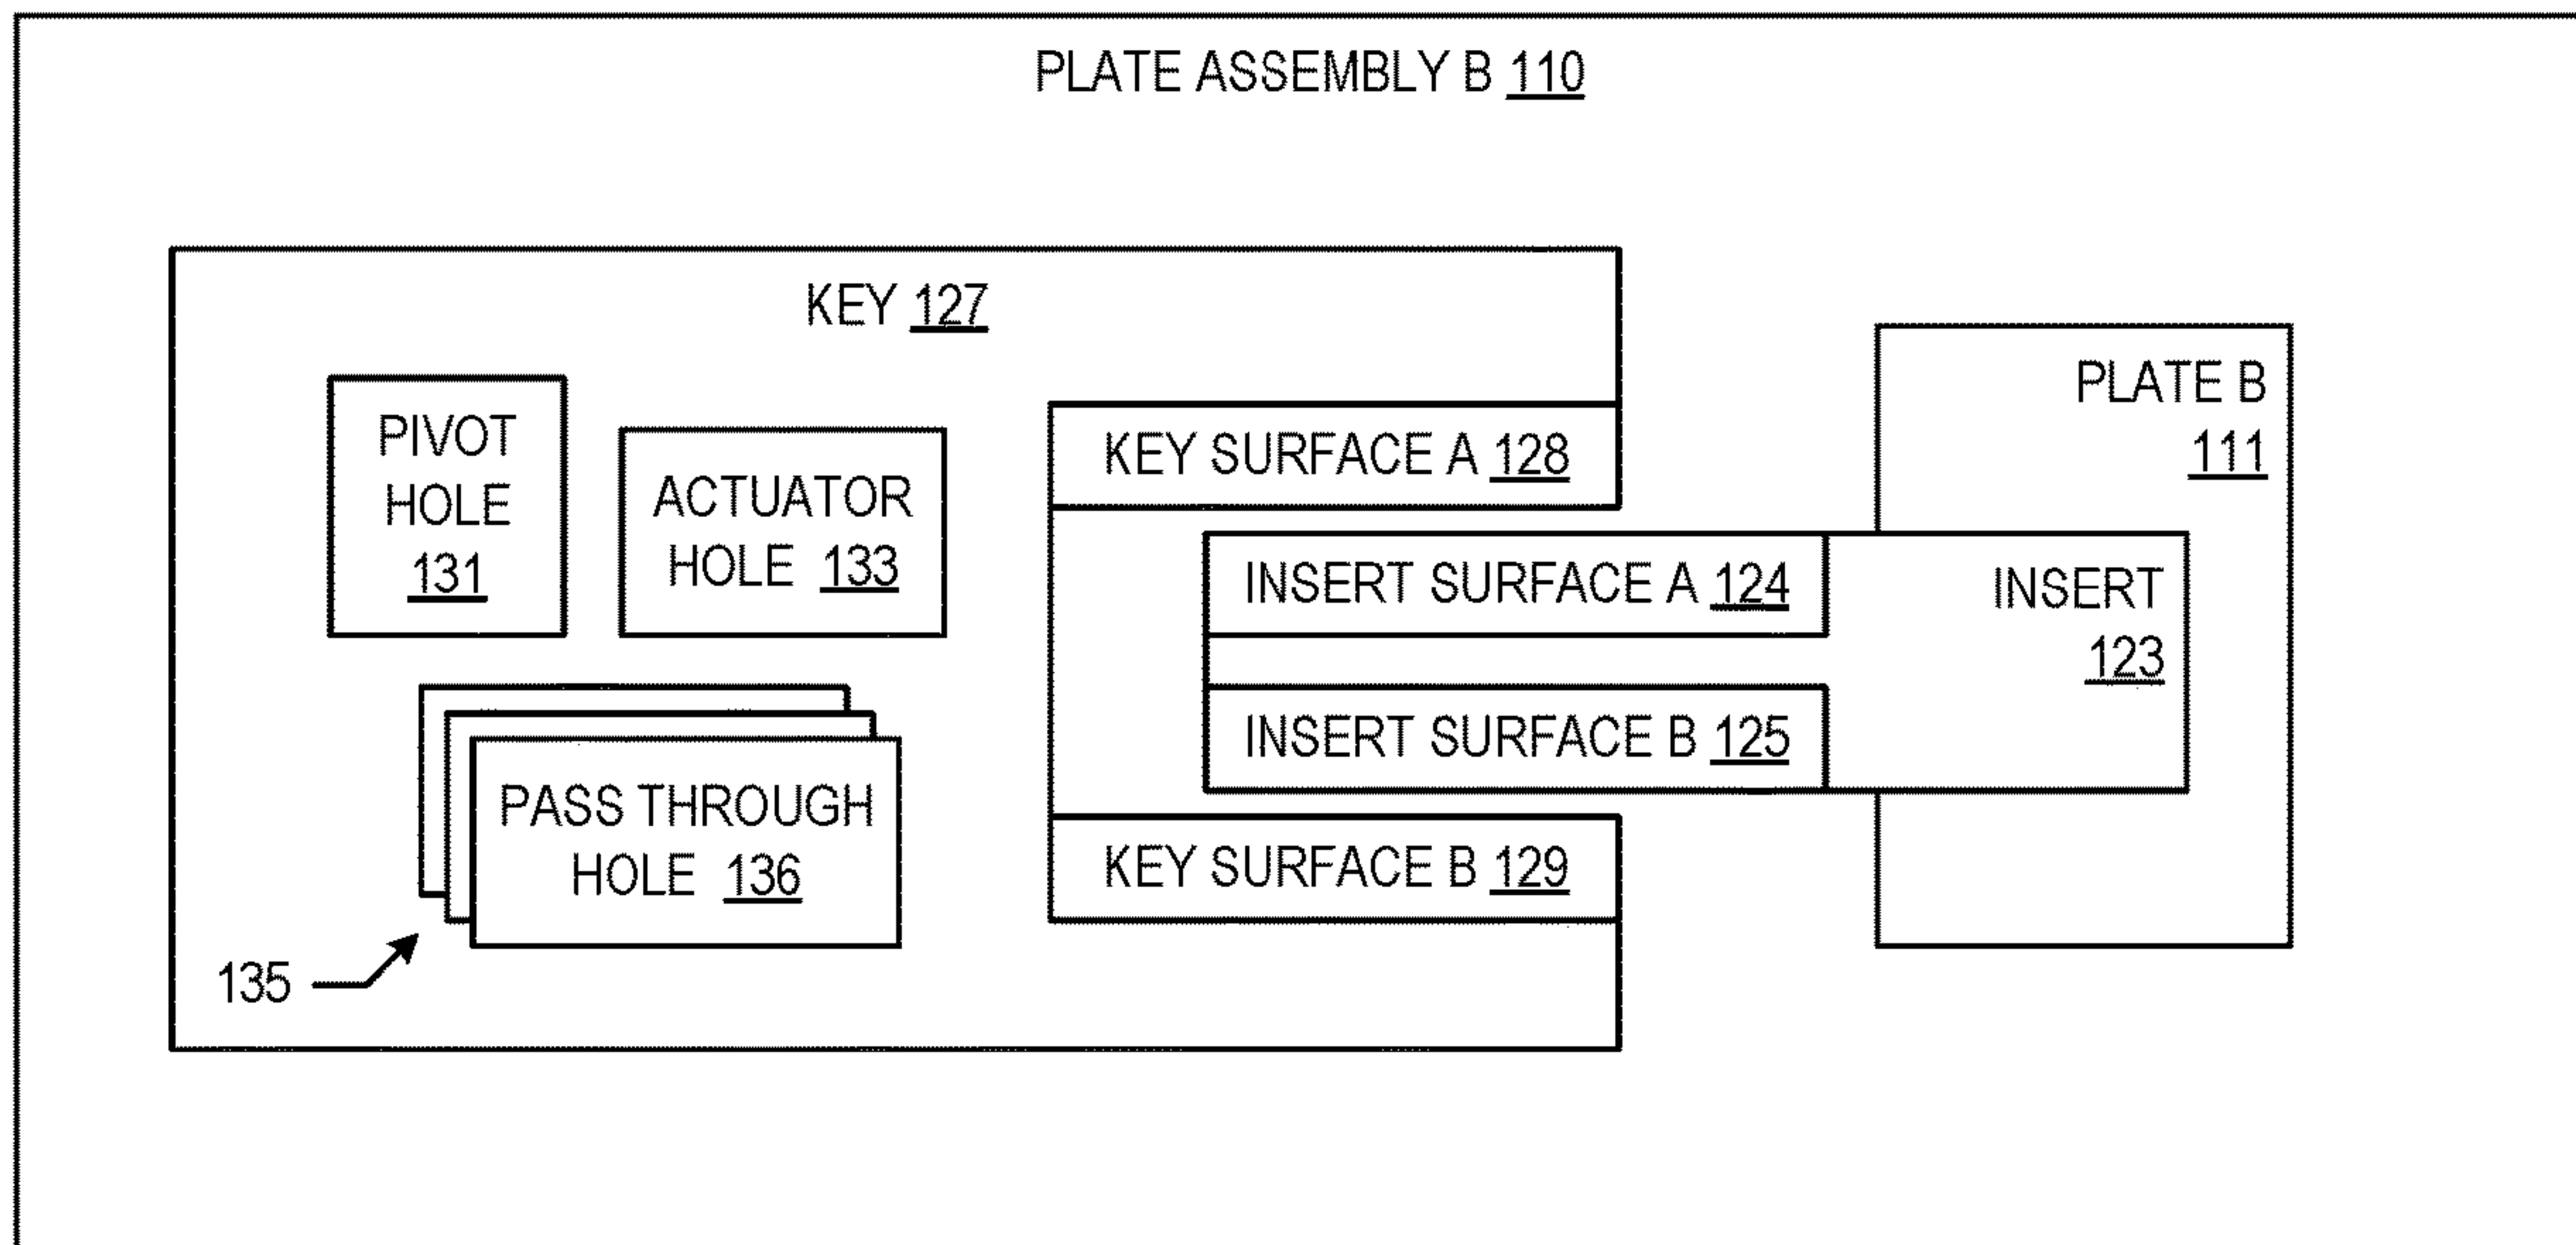 PLATE ASSEMBLY B 110
KEY 127
PIVOT
HOLE
131
ACTUATOR
HOLE 133
PASS THROUGH
HOLE 136
135
KEY SURFACE A 128
INSERT SURFACE A 124
INSERT SURFACE B 125
KEY SURFACE B 129
PLATE B
111
INSERT
123